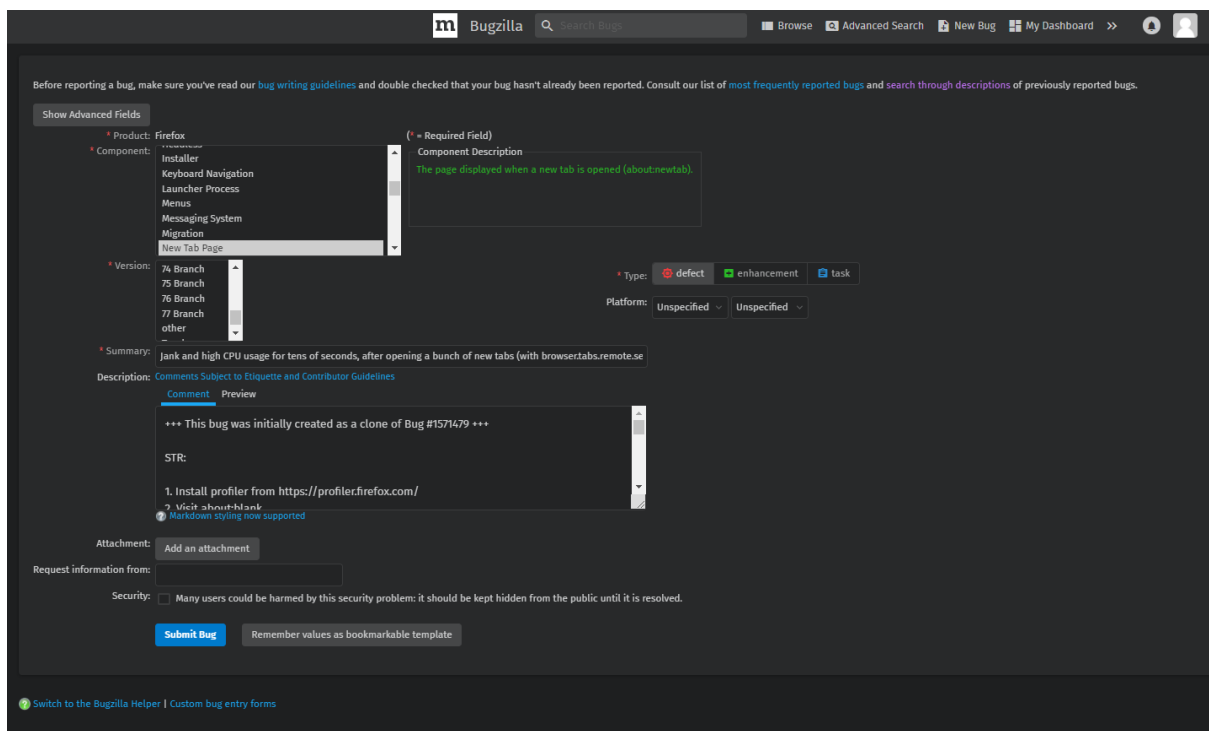 m Bugzilla Search Bugs Browse Advanced Search New Bug My Dashboard »
Before reporting a bug, make sure you've read our bug writing guidelines and double checked that your bug hasn't already been reported. Consult our list of most frequently reported bugs and search through descriptions of previously reported bugs.
Show Advanced Fields
* Product: Firefox (* = Required Field)
* Component:
Installer
Keyboard Navigation
Launcher Process
Menus
Messaging System
Migration
New Tab Page
Component Description
The page displayed when a new tab is opened (about:newtab).
* Version:
74 Branch
75 Branch
76 Branch
77 Branch
other
* Type: defect enhancement task
Platform: Unspecified Unspecified
* Summary: Jank and high CPU usage for tens of seconds, after opening a bunch of new tabs (with browser.tabs.remote.se
Description: Comments Subject to Etiquette and Contributor Guidelines
Comment Preview
+++ This bug was initially created as a clone of Bug #1571479 +++
STR:
1. Install profiler from https://profiler.firefox.com/
2. Visit about:blank
Markdown styling now supported
Attachment: Add an attachment
Request information from:
Security: Many users could be harmed by this security problem: it should be kept hidden from the public until it is resolved.
Submit Bug Remember values as bookmarkable template
? Switch to the Bugzilla Helper | Custom bug entry forms